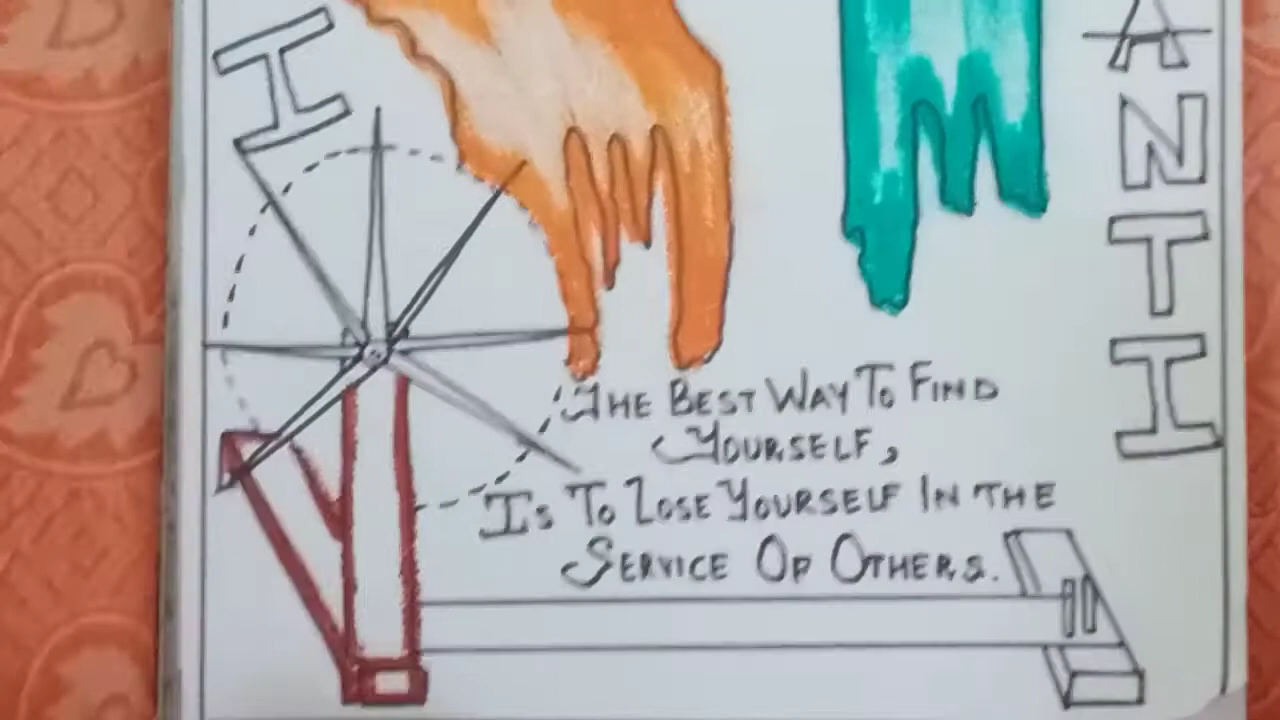 H
THE BEST WAY TO FIND
YOURSELF,
IS TO LOSE YOURSELF IN THE
SERVICE OF OTHERS.
A
N
T
I